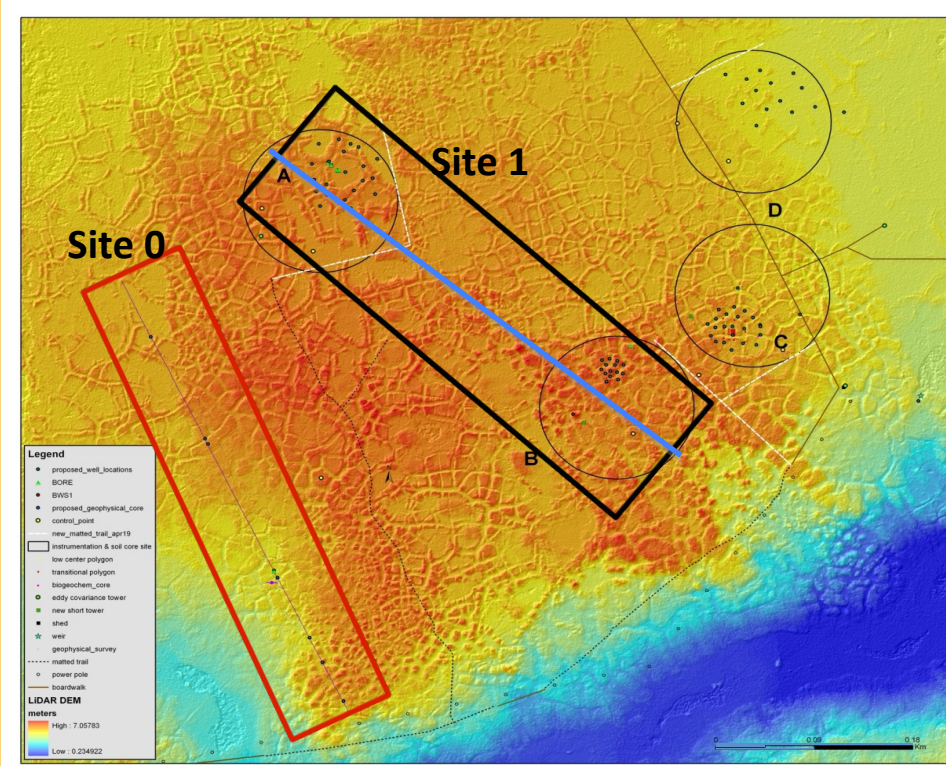 Site 1
A
Site 0
D
C
B
Legend
proposed_well_locations
BORE
BWS1
proposed_geophysical_core
control_point
new_matted_trail_apr19
instrumentation & soil core site
low center polygon
transitional polygon
biogeochem_core
eddy covariance tower
new short tower
shed
weir
geophysical_survey
matted trail
power pole
boardwalk
LiDAR DEM
meters
High : 7.05783
Low : 0.234922
0 0.09 0.18
Km